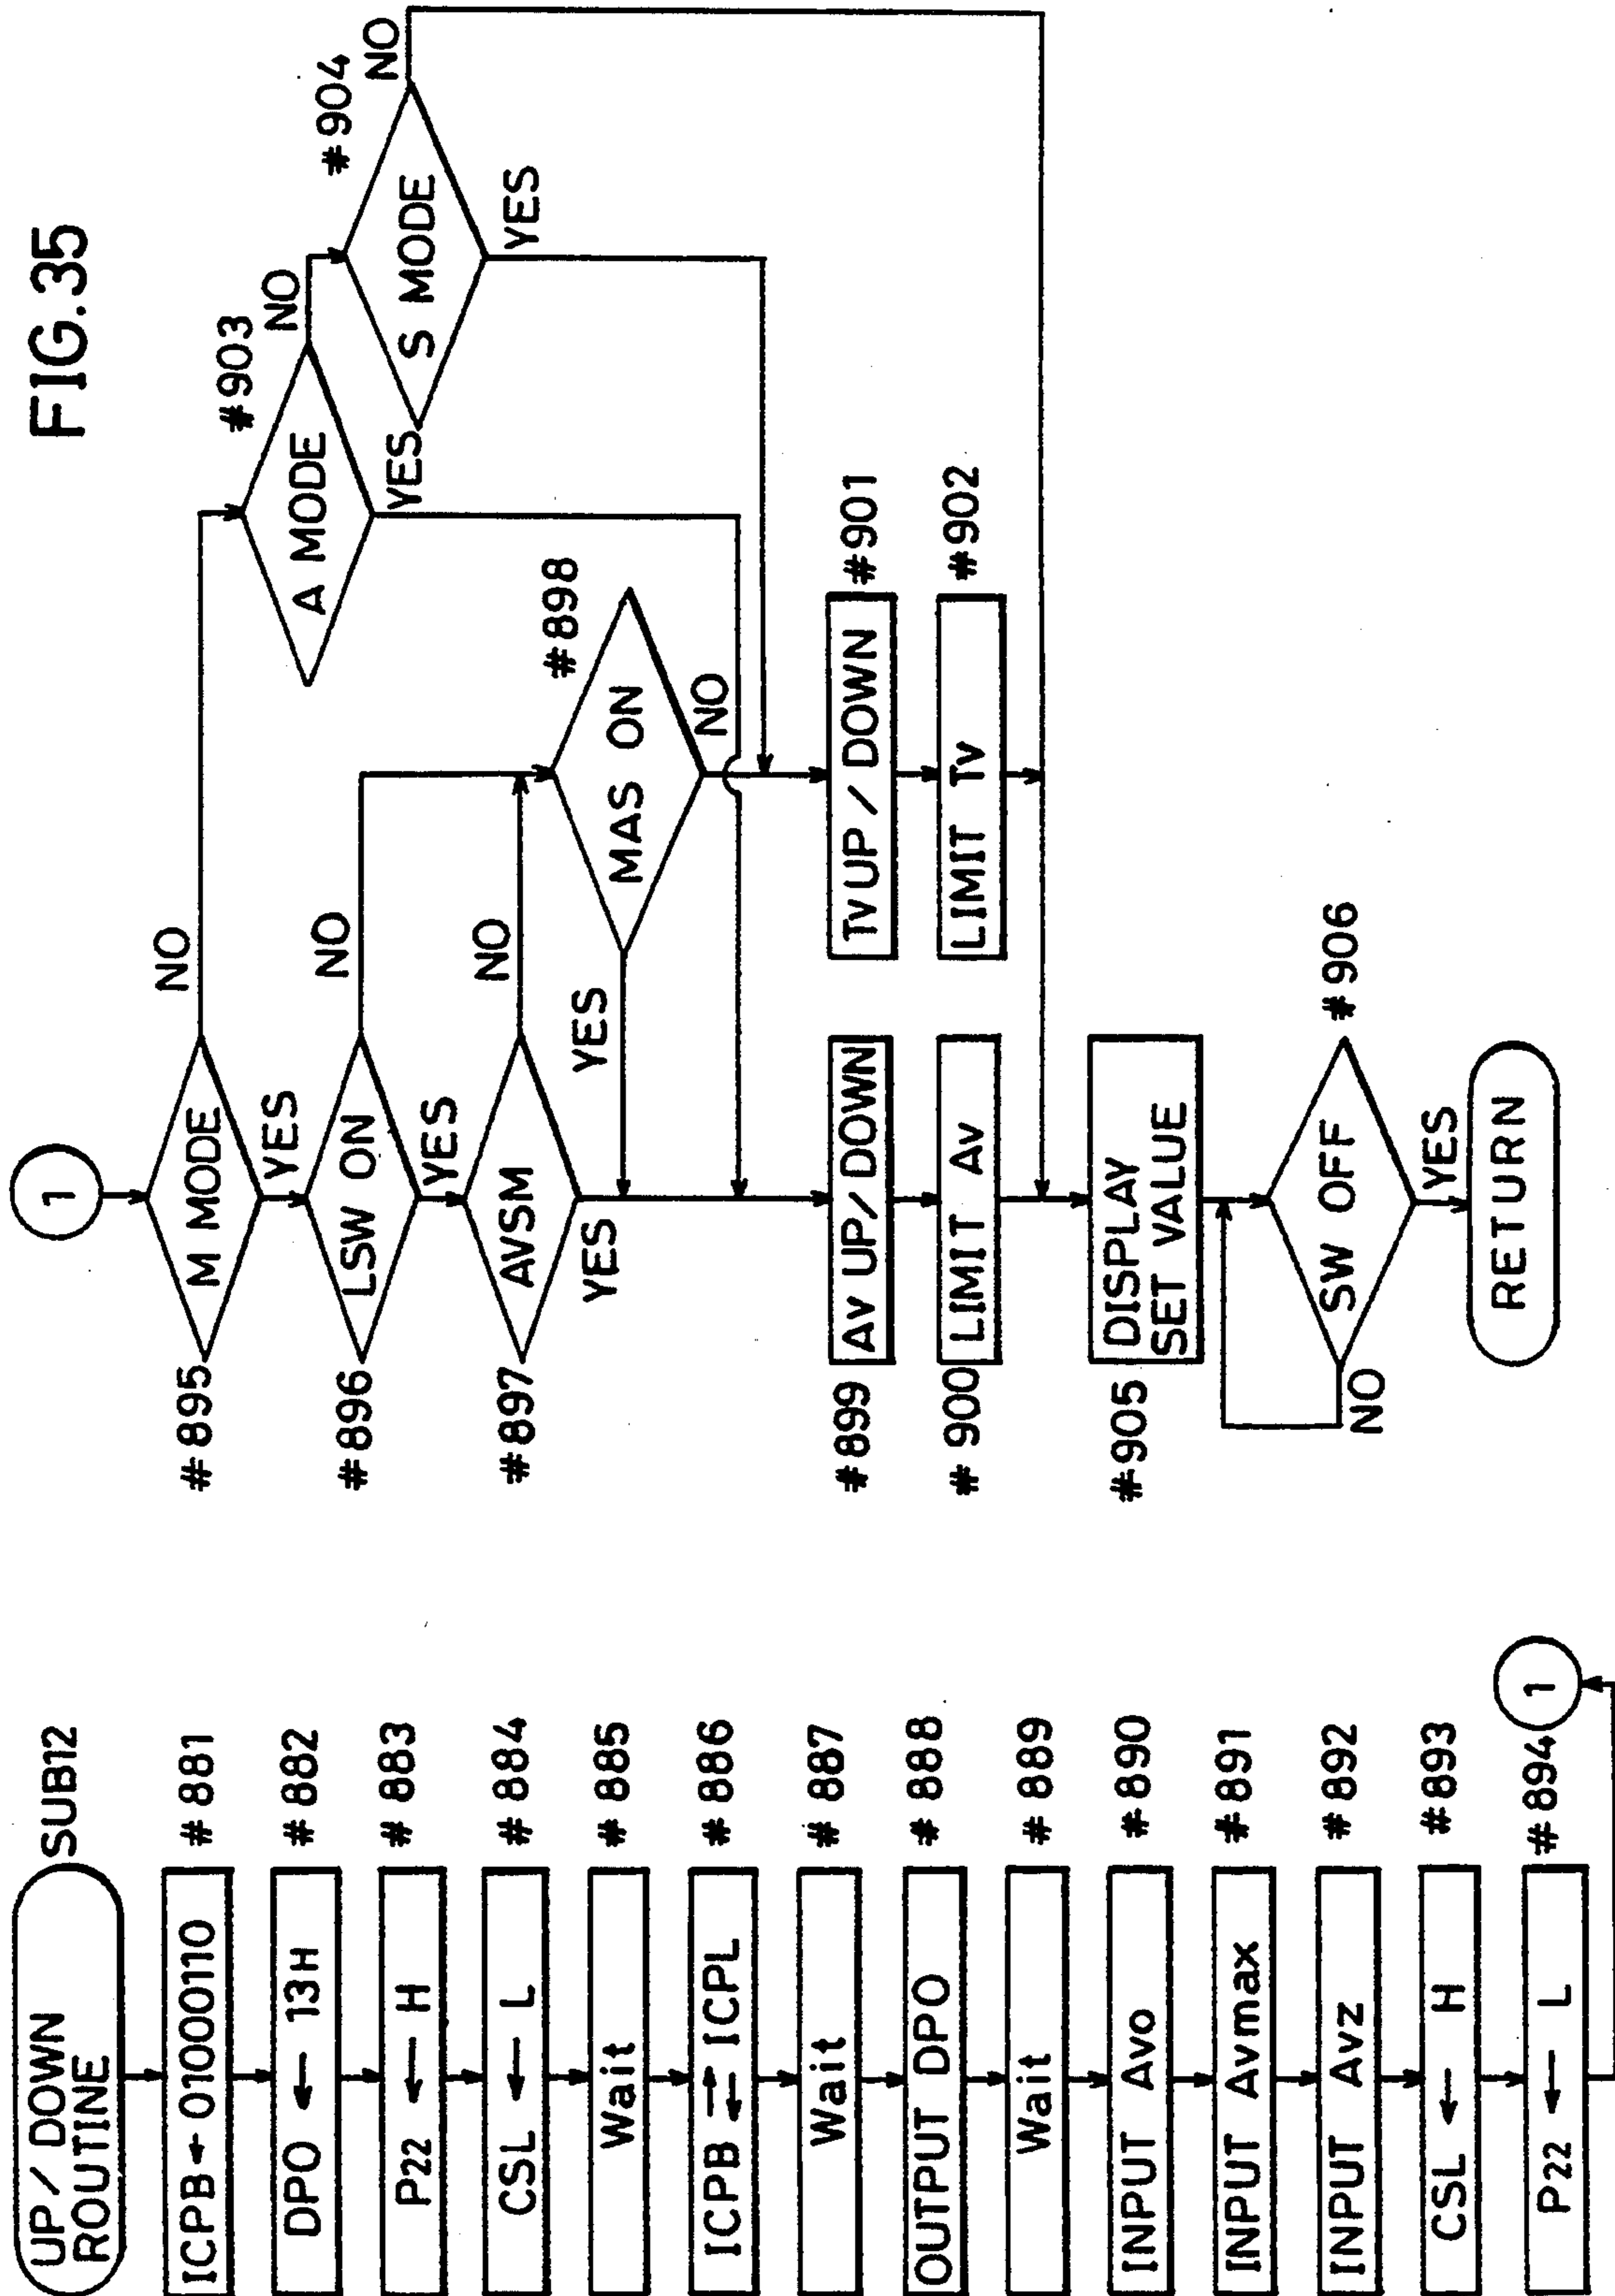 FIG.35
UP/DOWN
ROUTINE
SUB12
ICPB ← 01000110
#881
DPO ← 13H
#882
P22 ← H
#883
CSL ← L
#884
Wait
#885
ICPB ⇄ ICPL
#886
Wait
#887
OUTPUT DPO
#888
Wait
#889
INPUT Avo
#890
INPUT Avmax
#891
INPUT Avz
#892
CSL ← H
#893
P22 ← L
#894
1
1
#895
M MODE
NO
YES
#896
LSW ON
NO
YES
#897
AVSM
NO
YES
#898
MAS ON
YES
NO
#903
A MODE
NO
YES
#904
S MODE
NO
YES
#899
Av UP/DOWN
#900
LIMIT Av
Tv UP/DOWN
#901
LIMIT Tv
#902
#905
DISPLAY
SET VALUE
SW OFF
#906
NO
YES
RETURN